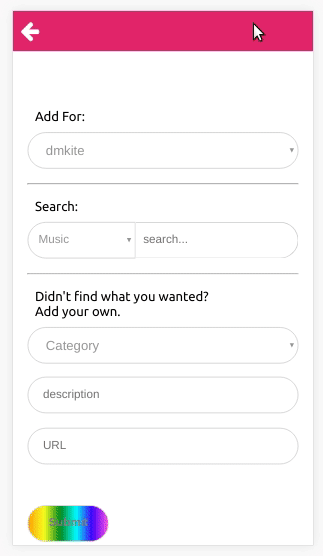 Add For:
dmkite
Search:
Music search...
Didn't find what you wanted?
Add your own.
Category
description
URL
Submit